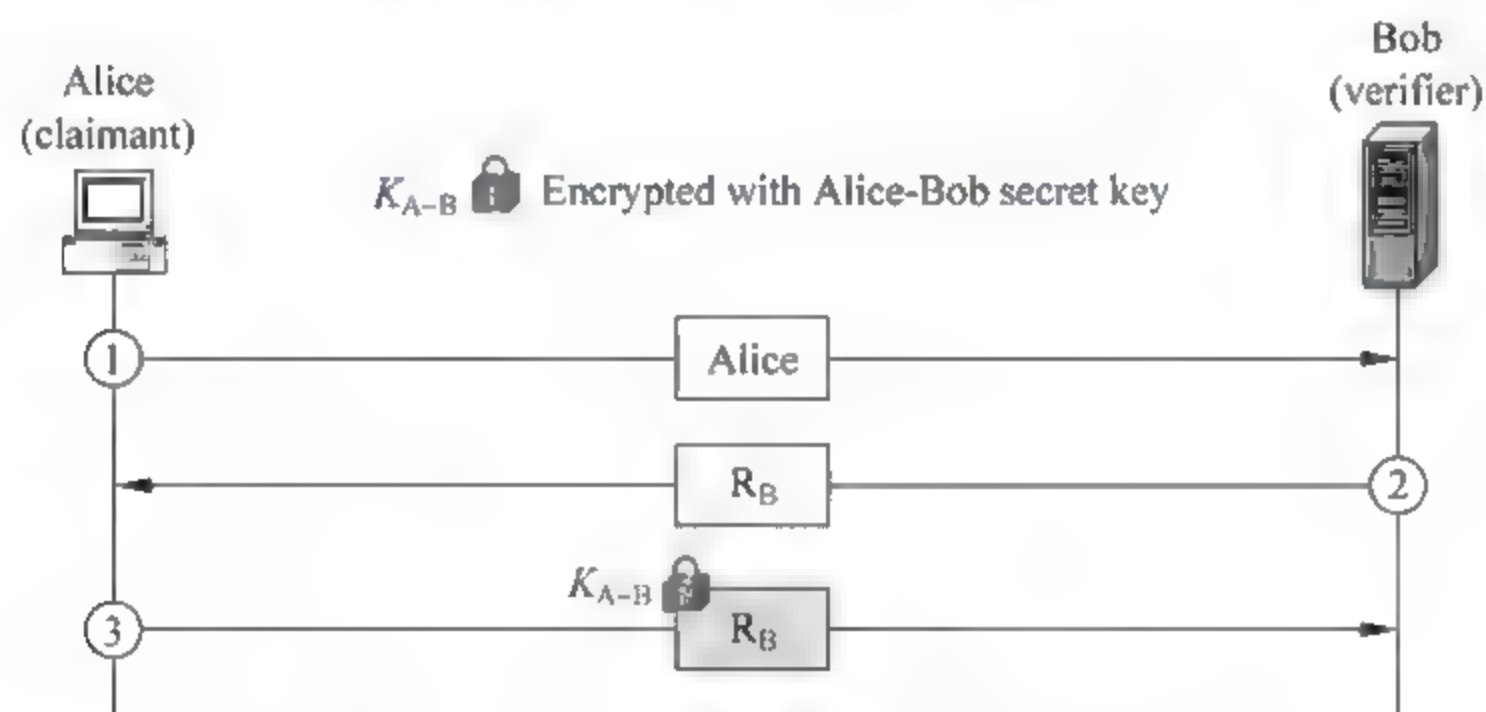 Bob
(verifier)
Alice
(claimant)
K_A–B Encrypted with Alice-Bob secret key
1
Alice
R_B
2
K_A–B
3
R_B